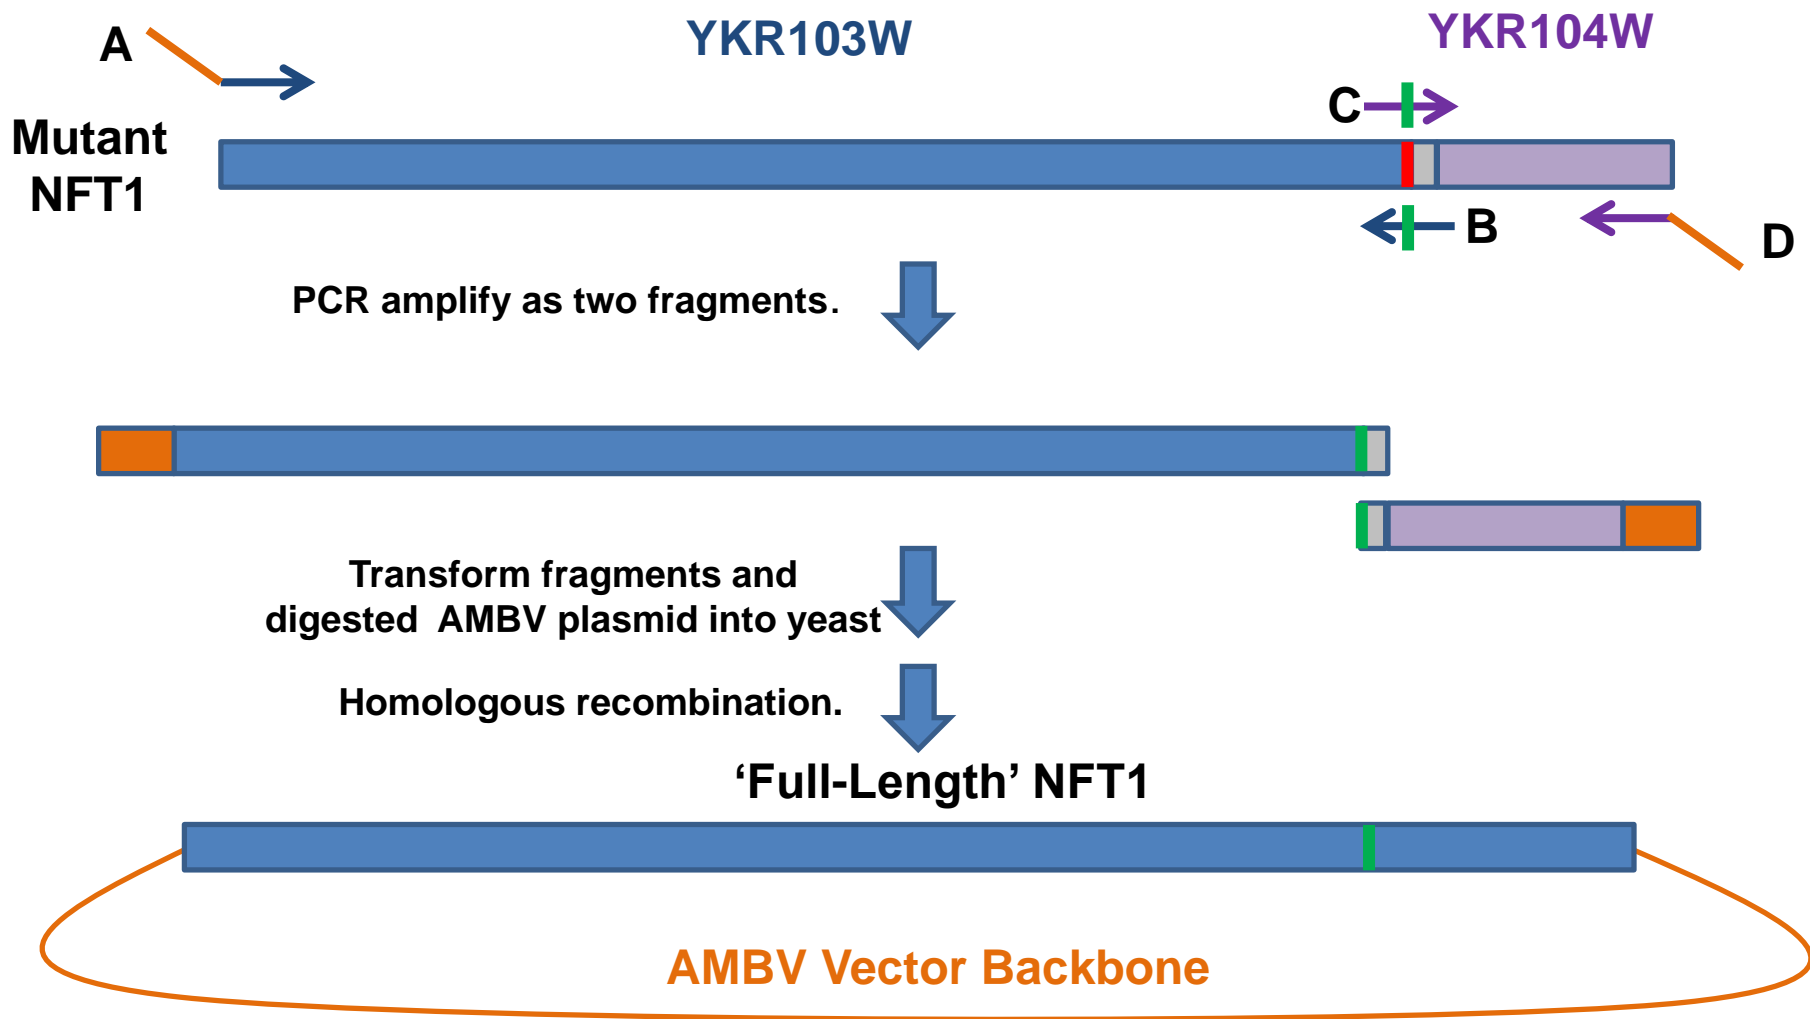 A
YKR103W
YKR104W
C
Mutant
NFT1
B
D
PCR amplify as two fragments.
Transform fragments and
digested AMBV plasmid into yeast
Homologous recombination.
‘Full-Length’ NFT1
AMBV Vector Backbone